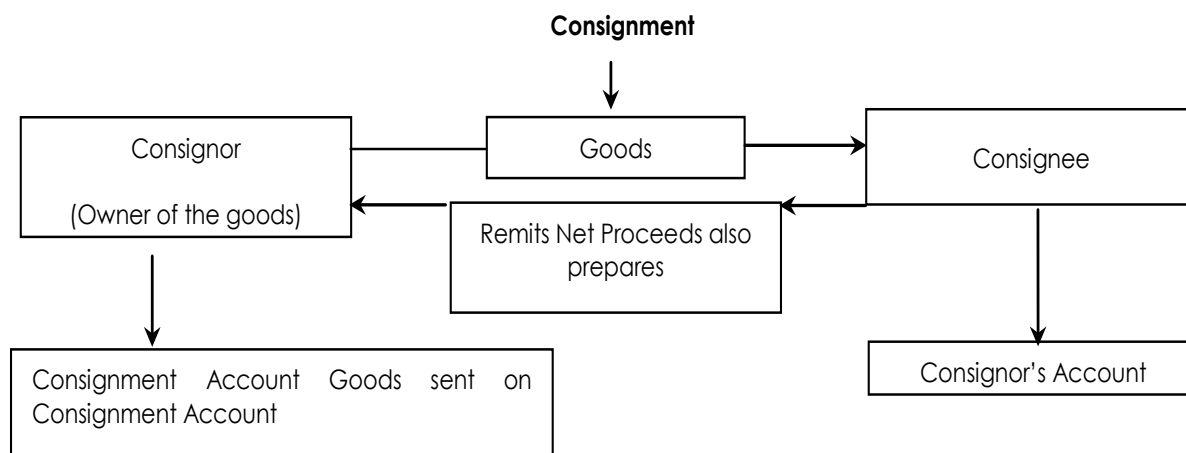 Consignment
Consignor
(Owner of the goods)
Goods
Consignee
Remits Net Proceeds also
prepares
Consignment Account Goods sent on
Consignment Account
Consignor's Account